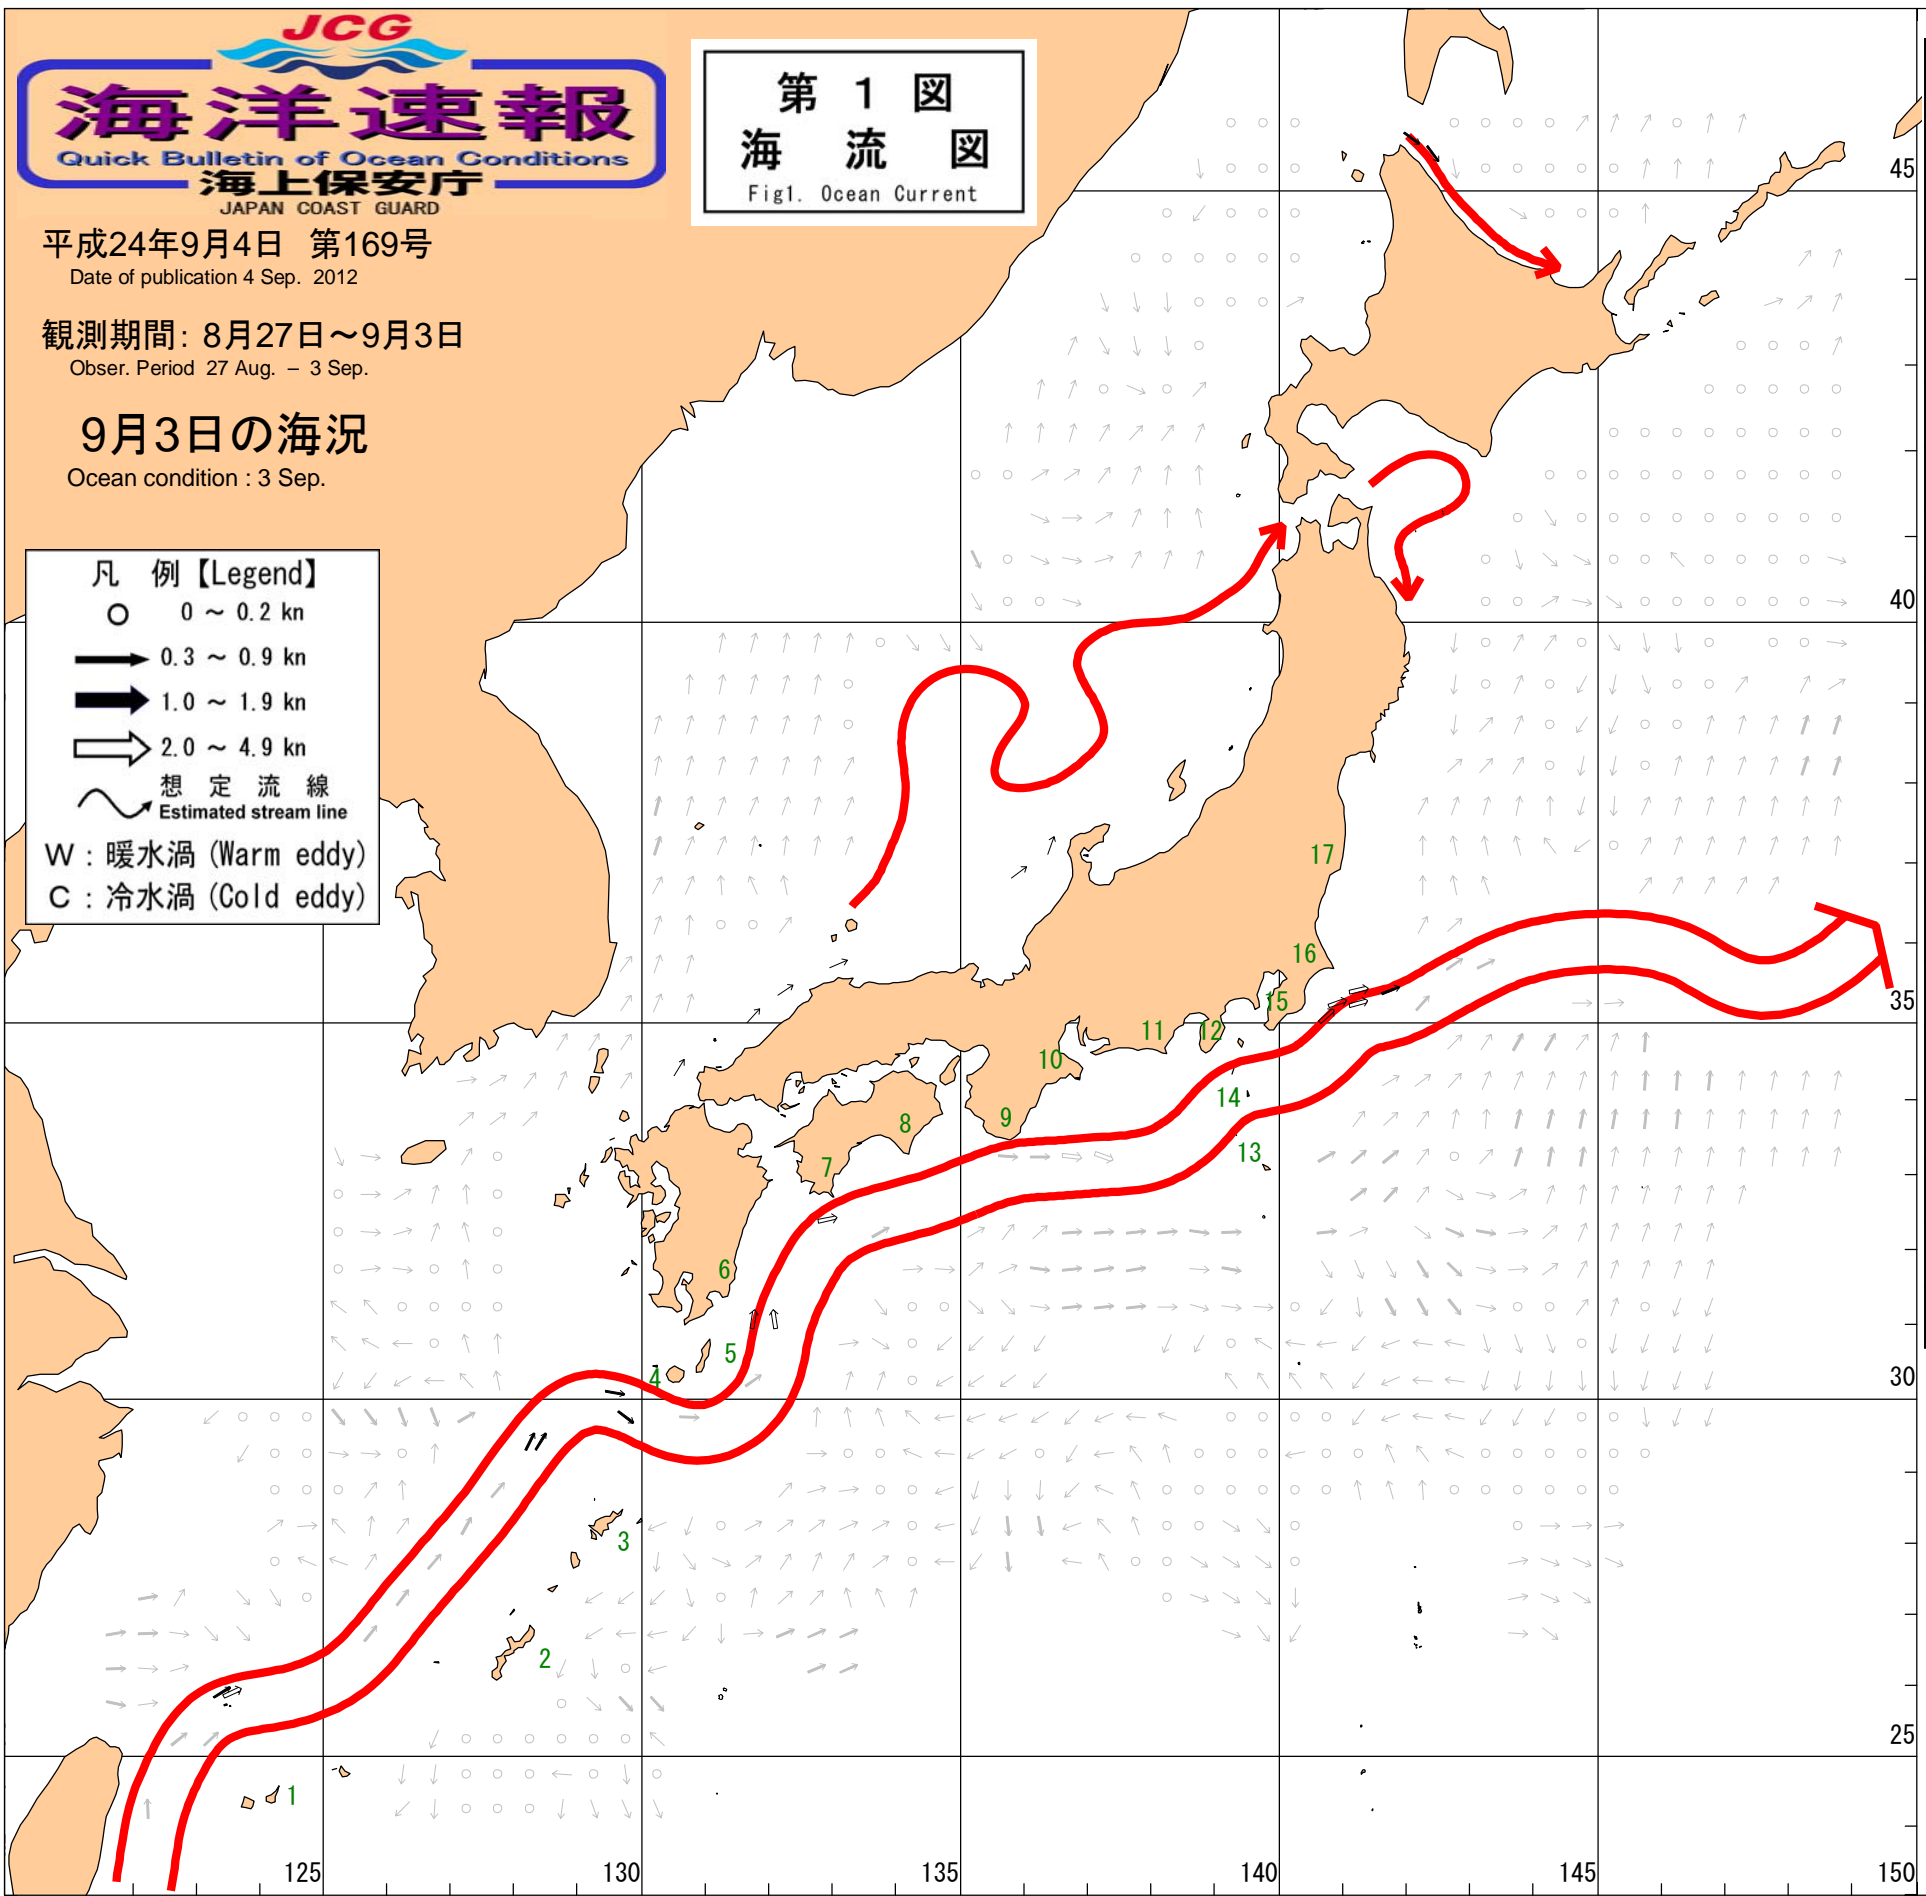 JCG
海洋速報
Quick Bulletin of Ocean Conditions
海上保安庁
JAPAN COAST GUARD
平成24年9月4日 第169号
Date of publication 4 Sep. 2012
観測期間: 8月27日～9月3日
Obser. Period 27 Aug. – 3 Sep.
9月3日の海況
Ocean condition : 3 Sep.
第 1 図
海 流 図
Fig1. Ocean Current
凡 例【Legend】
0 ～ 0.2 kn
0.3 ～ 0.9 kn
1.0 ～ 1.9 kn
2.0 ～ 4.9 kn
想 定 流 線
Estimated stream line
W : 暖水渦 (Warm eddy)
C : 冷水渦 (Cold eddy)
45
40
17
16
35
15
11
12
10
14
9
8
13
7
6
5
4
30
3
2
25
1
125
130
135
140
145
150